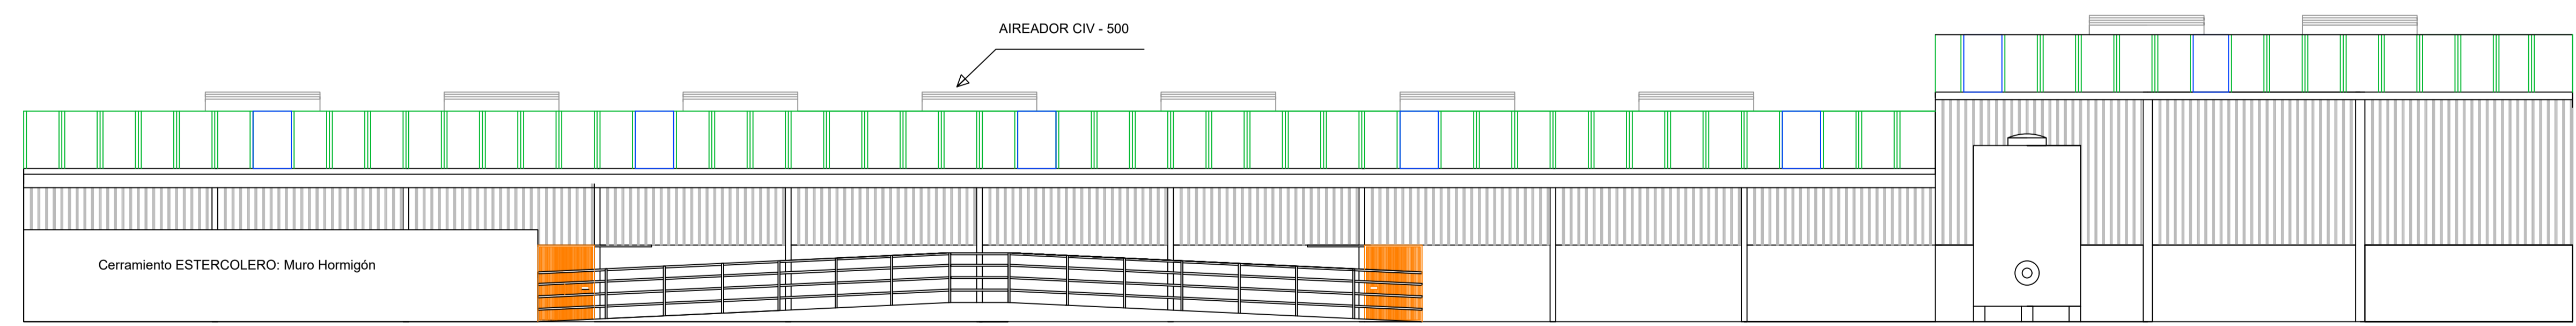 AIREADOR CIV - 500
Cerramiento ESTERCOLERO: Muro Hormigón